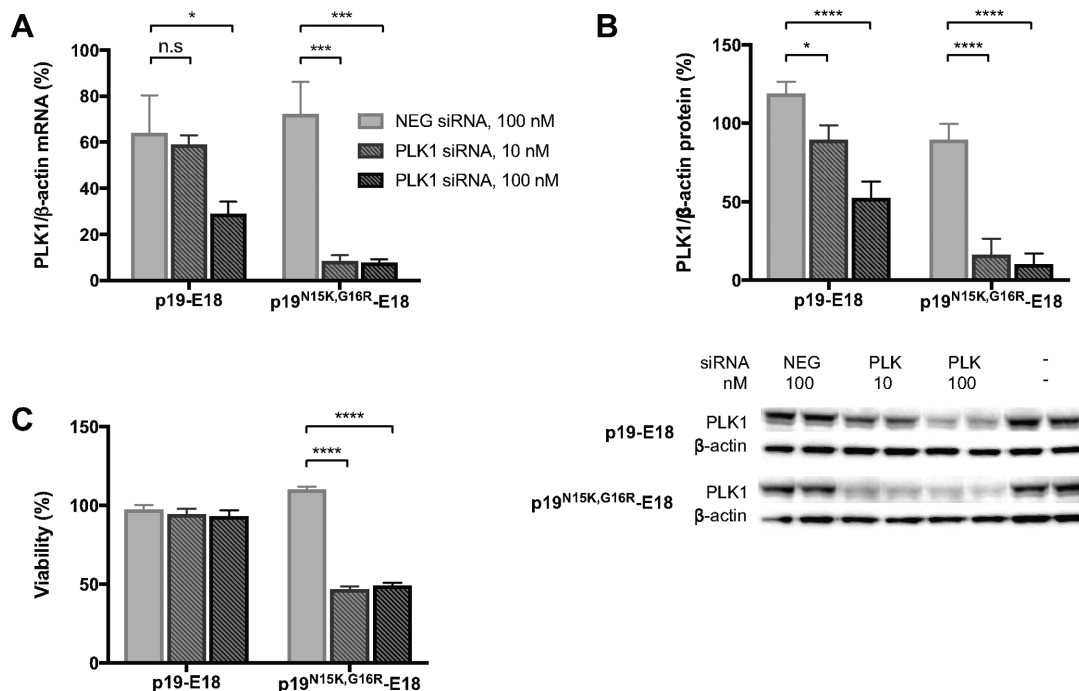 A
PLK1/β-actin mRNA (%)
100
80
60
40
20
0
*
n.s
***
***
NEG siRNA, 100 nM
PLK1 siRNA, 10 nM
PLK1 siRNA, 100 nM
p19-E18
p19N15K,G16R-E18
B
PLK1/β-actin protein (%)
150
100
50
0
****
*
****
****
p19-E18
p19N15K,G16R-E18
siRNA NEG PLK PLK -
nM 100 10 100 -
p19-E18
PLK1
β-actin
p19N15K,G16R-E18
PLK1
β-actin
C
Viability (%)
150
100
50
0
****
****
p19-E18
p19N15K,G16R-E18